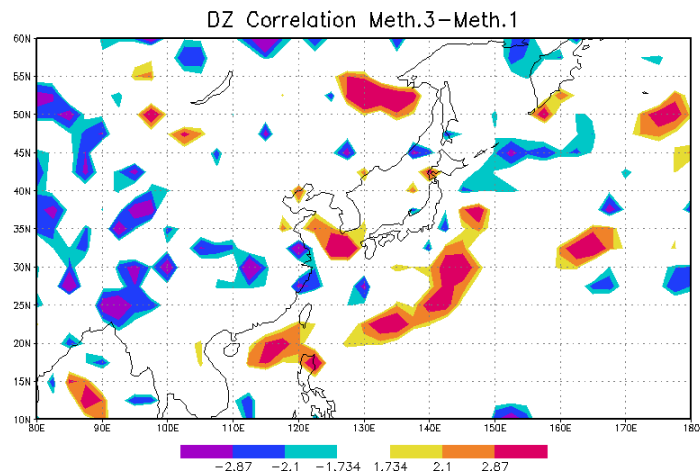 DZ Correlation Meth.3-Meth.1
60N
55N
50N
45N
40N
35N
30N
25N
20N
15N
10N
80E 90E 100E 110E 120E 130E 140E 150E 160E 170E 180
-2.87 -2.1 -1.734 1.734 2.1 2.87